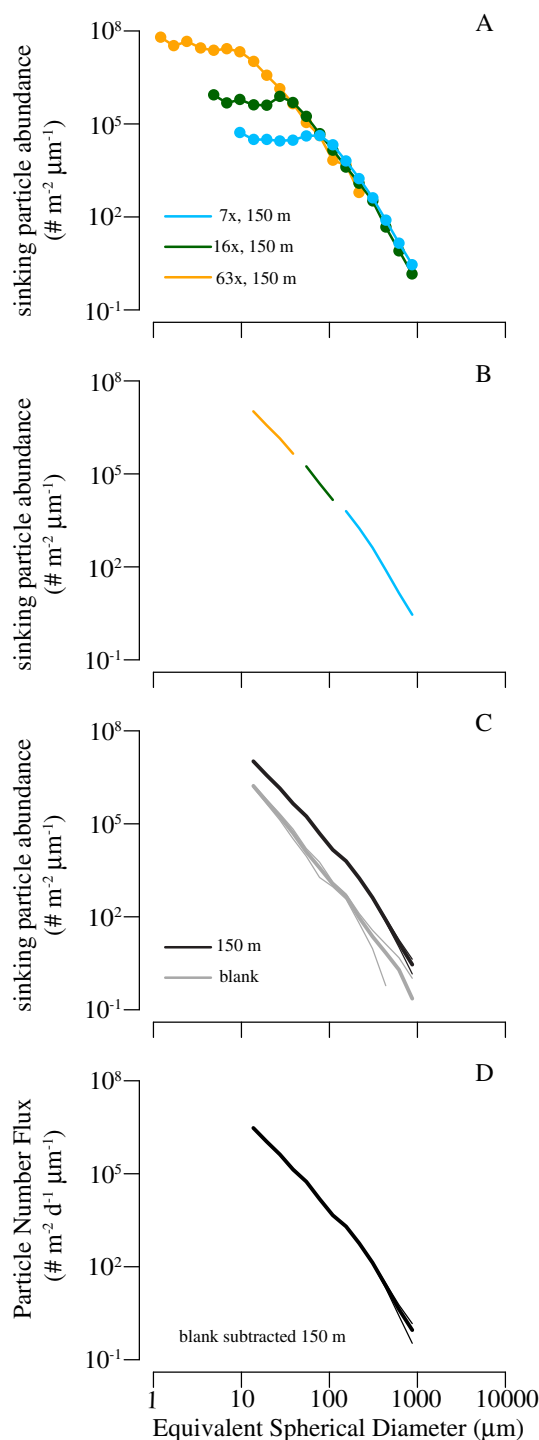 A
sinking particle abundance
(# m-2 μm-1)
10^8
10^5
10^2
10^-1
7x, 150 m
16x, 150 m
63x, 150 m
B
sinking particle abundance
(# m-2 μm-1)
10^8
10^5
10^2
10^-1
C
sinking particle abundance
(# m-2 μm-1)
10^8
10^5
10^2
10^-1
150 m
blank
D
Particle Number Flux
(# m-2 d-1 μm-1)
10^8
10^5
10^2
10^-1
blank subtracted 150 m
1 10 100 1000 10000
Equivalent Spherical Diameter (μm)